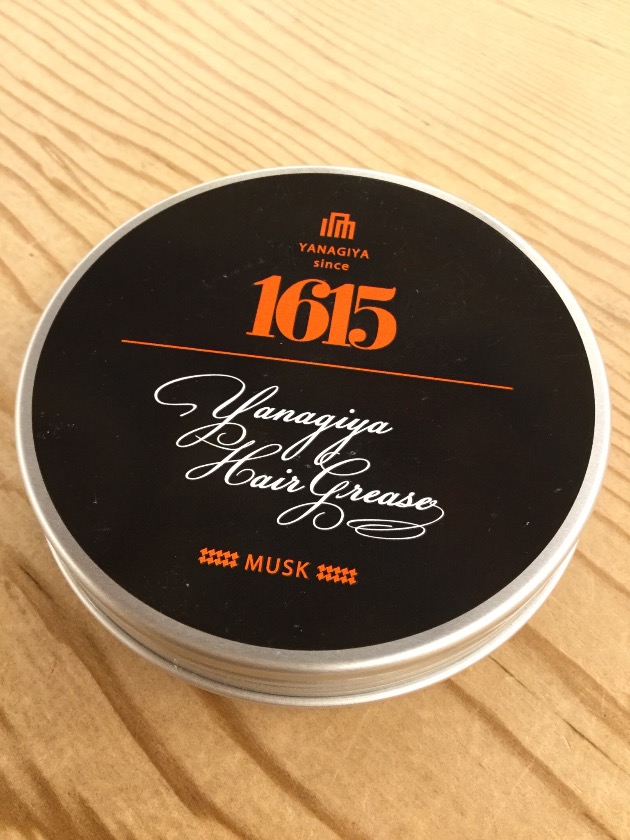 YANAGIYA
since
1615
Yanagiya
Hair Grease
MUSK